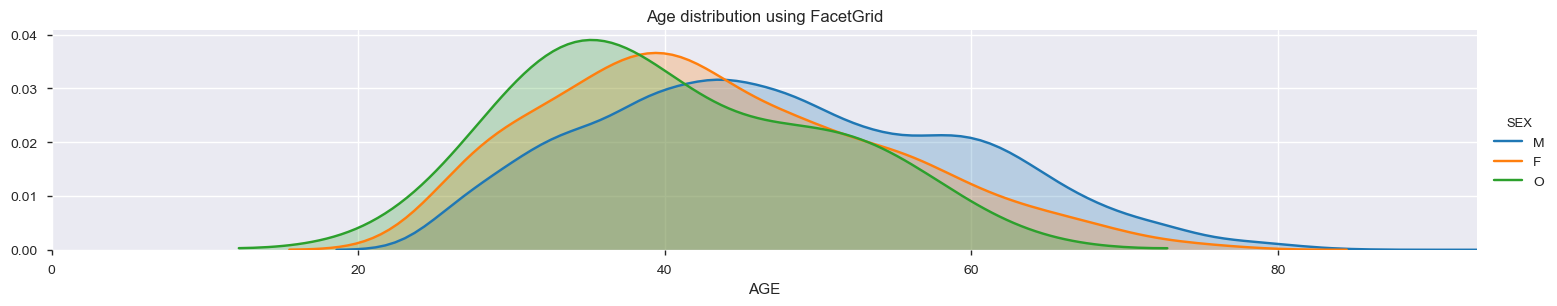 Age distribution using FacetGrid
0.04
0.03
0.02
0.01
0.00
0 20 40 60 80
AGE
SEX
M
F
O